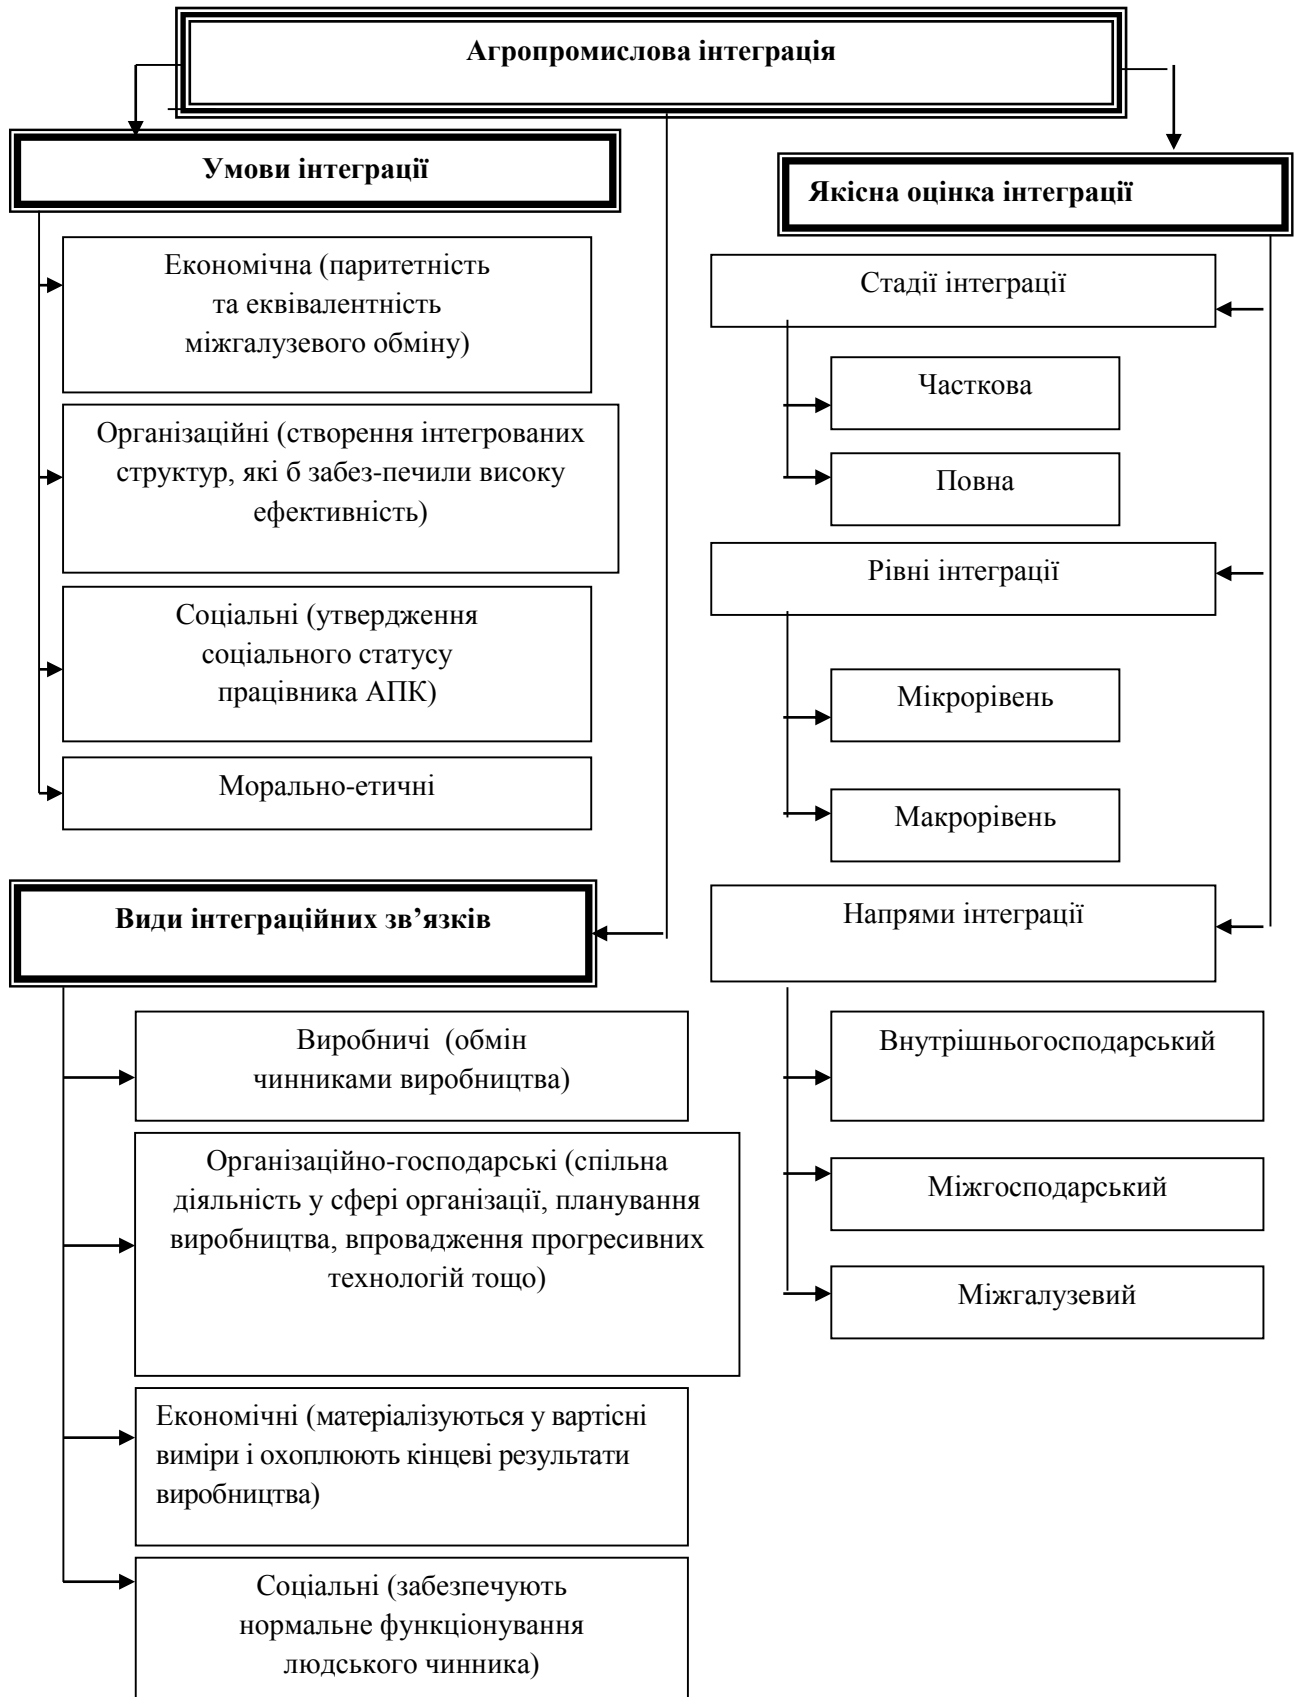 Агропромислова інтеграція
Умови інтеграції
Економічна (паритетність
та еквівалентність
міжгалузевого обміну)
Організаційні (створення інтегрованих
структур, які б забез-печили високу
ефективність)
Соціальні (утвердження
соціального статусу
працівника АПК)
Морально-етичні
Види інтеграційних зв’язків
Виробничі  (обмін
чинниками виробництва)
Організаційно-господарські (спільна
діяльність у сфері організації, планування
виробництва, впровадження прогресивних
технологій тощо)
Економічні (матеріалізуються у вартісні
виміри і охоплюють кінцеві результати
виробництва)
Соціальні (забезпечують
нормальне функціонування
людського чинника)
Якісна оцінка інтеграції
Стадії інтеграції
Часткова
Повна
Рівні інтеграції
Мікрорівень
Макрорівень
Напрями інтеграції
Внутрішньогосподарський
Міжгосподарський
Міжгалузевий